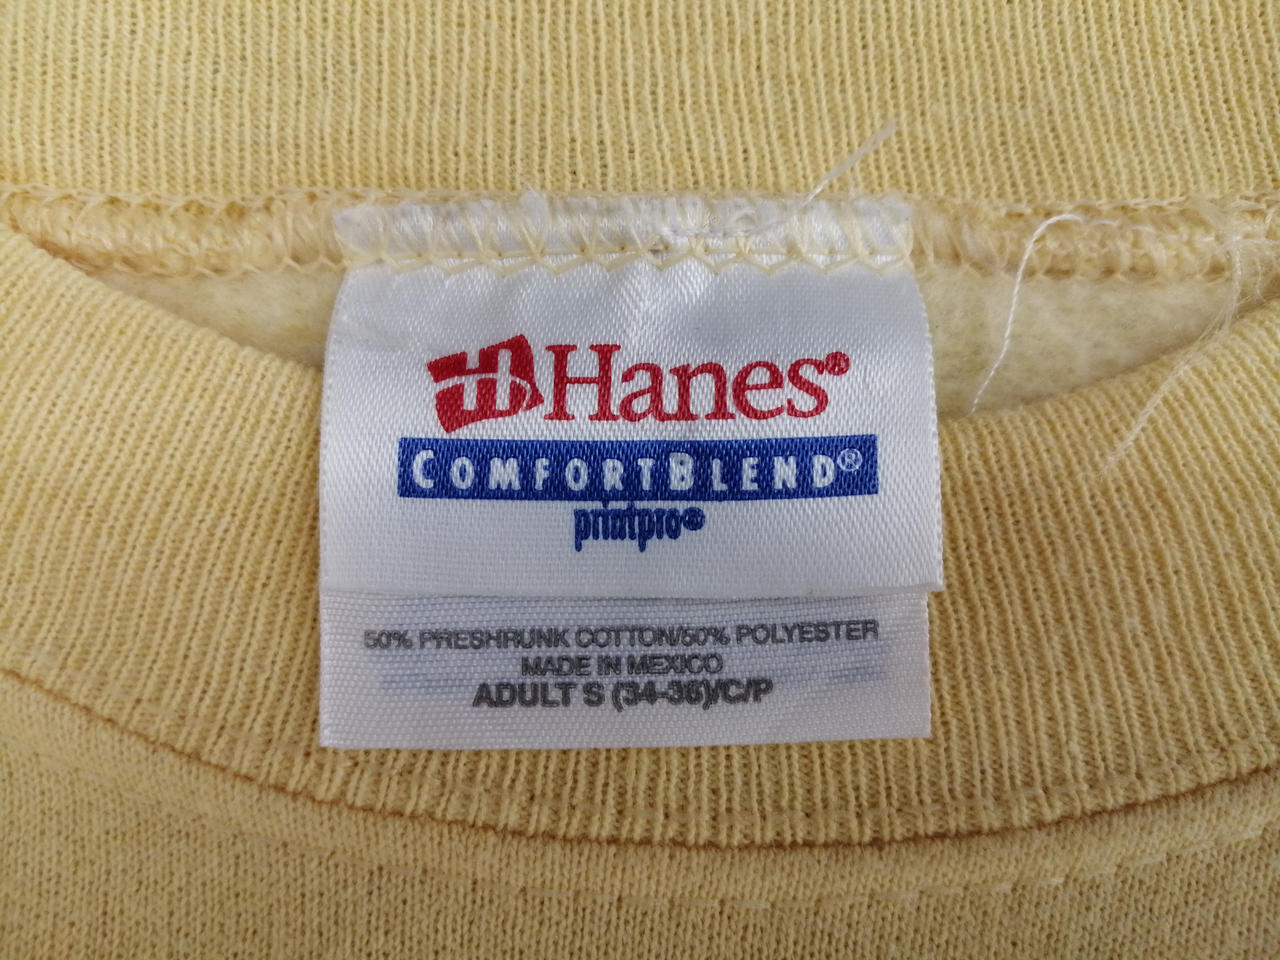 Hanes®
COMFORTBLEND®
printpro®
50% PRESHRUNK COTTON/50% POLYESTER
MADE IN MEXICO
ADULT S (34-36)/C/P